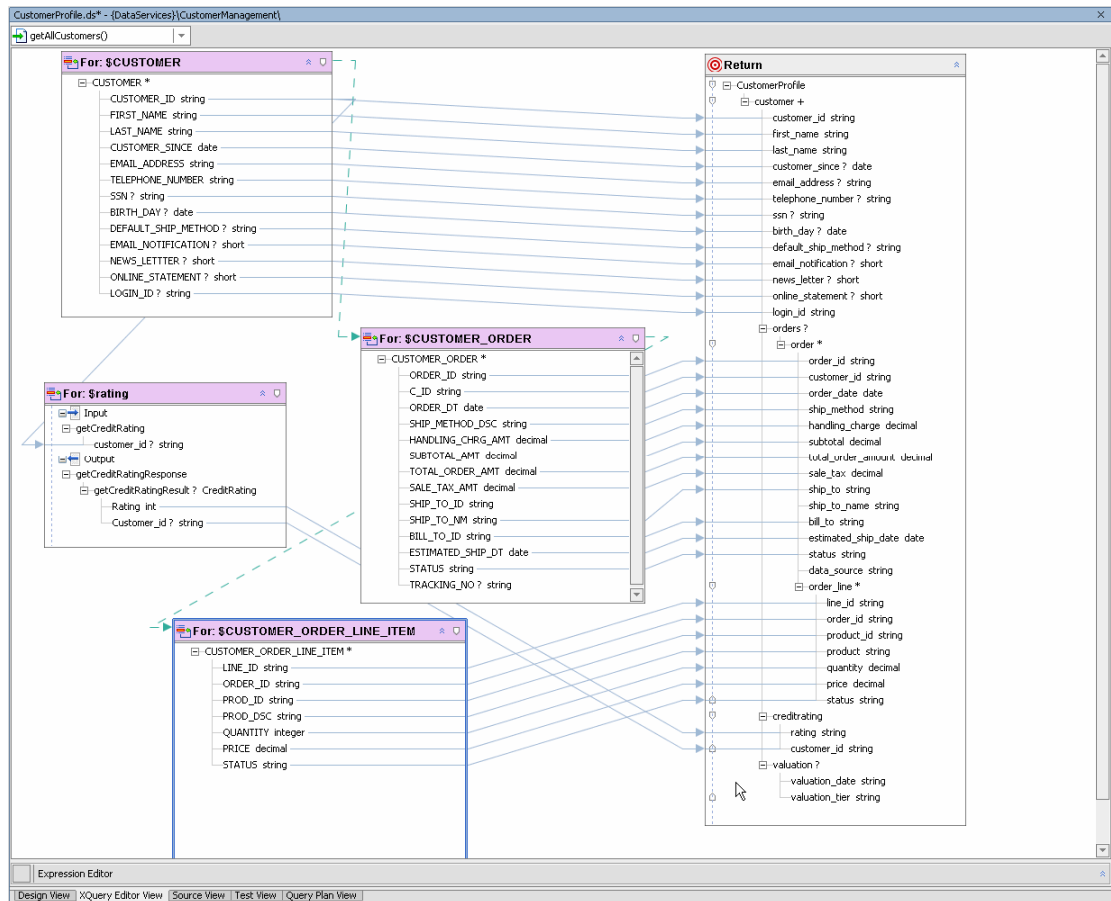 CustomerProfile.ds* - {DataServices}\CustomerManagement\
getAllCustomers()
For: $CUSTOMER
CUSTOMER *
CUSTOMER_ID string
FIRST_NAME string
LAST_NAME string
CUSTOMER_SINCE date
EMAIL_ADDRESS string
TELEPHONE_NUMBER string
SSN ? string
BIRTH_DAY ? date
DEFAULT_SHIP_METHOD ? string
EMAIL_NOTIFICATION ? short
NEWS_LETTTER ? short
ONLINE_STATEMENT ? short
LOGIN_ID ? string
For: $rating
Input
getCreditRating
customer_id ? string
Output
getCreditRatingResponse
getCreditRatingResult ? CreditRating
Rating int
Customer_id ? string
For: $CUSTOMER_ORDER
CUSTOMER_ORDER *
ORDER_ID string
C_ID string
ORDER_DT date
SHIP_METHOD_DSC string
HANDLING_CHRG_AMT decimal
SUBTOTAL_AMT decimal
TOTAL_ORDER_AMT decimal
SALE_TAX_AMT decimal
SHIP_TO_ID string
SHIP_TO_NM string
BILL_TO_ID string
ESTIMATED_SHIP_DT date
STATUS string
TRACKING_NO ? string
For: $CUSTOMER_ORDER_LINE_ITEM
CUSTOMER_ORDER_LINE_ITEM *
LINE_ID string
ORDER_ID string
PROD_ID string
PROD_DSC string
QUANTITY integer
PRICE decimal
STATUS string
Return
CustomerProfile
customer +
customer_id string
first_name string
last_name string
customer_since ? date
email_address ? string
telephone_number ? string
ssn ? string
birth_day ? date
default_ship_method ? string
email_notification ? short
news_letter ? short
online_statement ? short
login_id string
orders ?
order *
order_id string
customer_id string
order_date date
ship_method string
handling_charge decimal
subtotal decimal
total_order_amount decimal
sale_tax decimal
ship_to string
ship_to_name string
bill_to string
estimated_ship_date date
status string
data_source string
order_line *
line_id string
order_id string
product_id string
product string
quantity decimal
price decimal
status string
creditrating
rating string
customer_id string
valuation ?
valuation_date string
valuation_tier string
Expression Editor
Design View XQuery Editor View Source View Test View Query Plan View